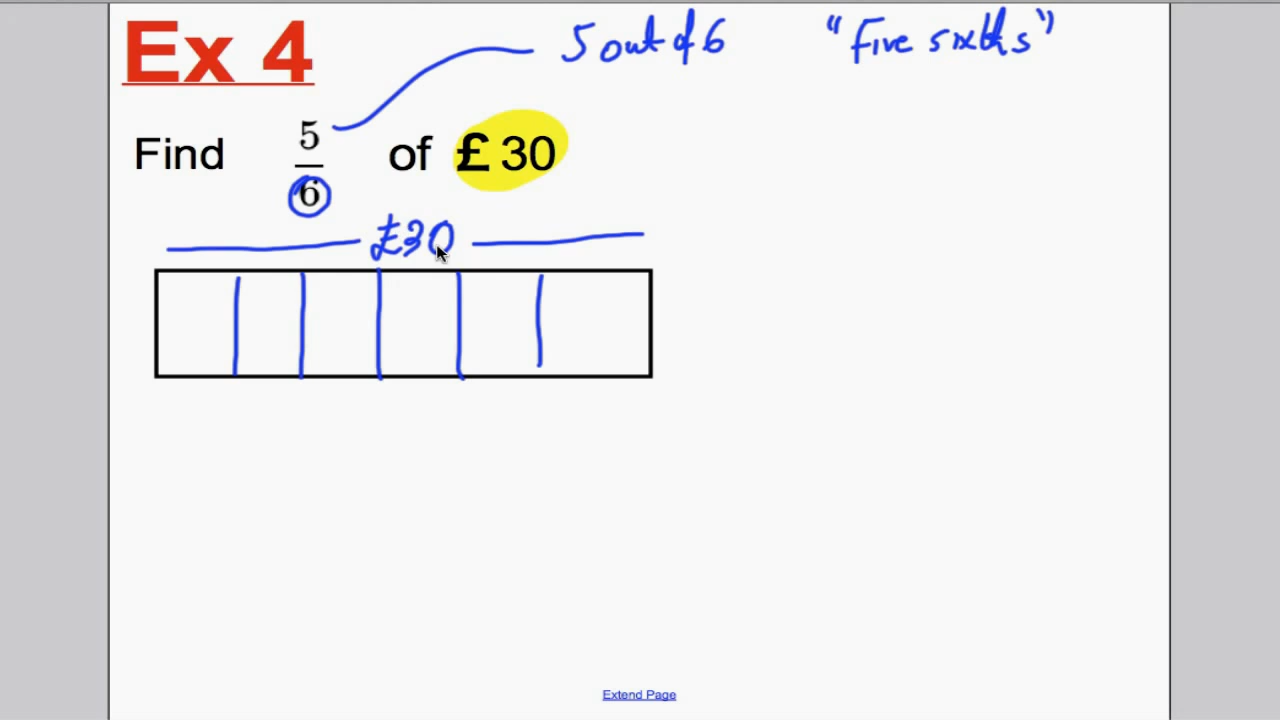 Ex 4
5 out of 6 "Five sixths"
Find 5/6 of £30
£30
Extend Page